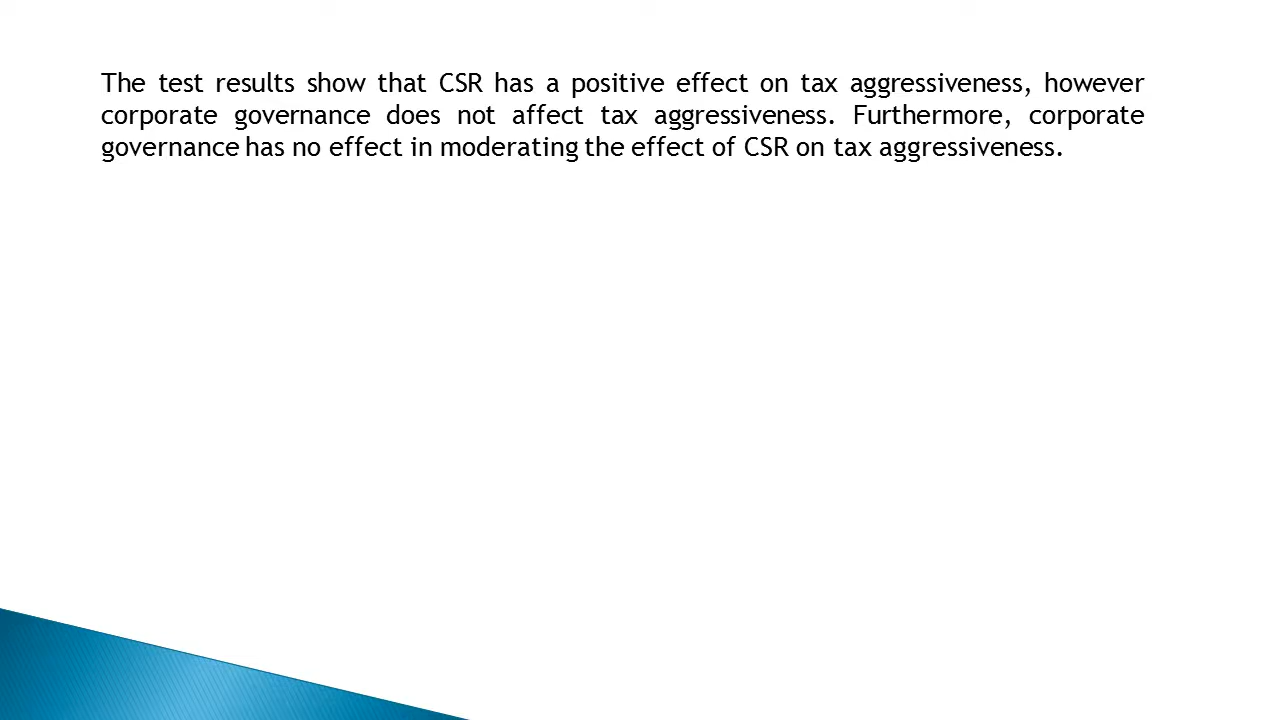 The test results show that CSR has a positive effect on tax aggressiveness, however
corporate governance does not affect tax aggressiveness. Furthermore, corporate
governance has no effect in moderating the effect of CSR on tax aggressiveness.